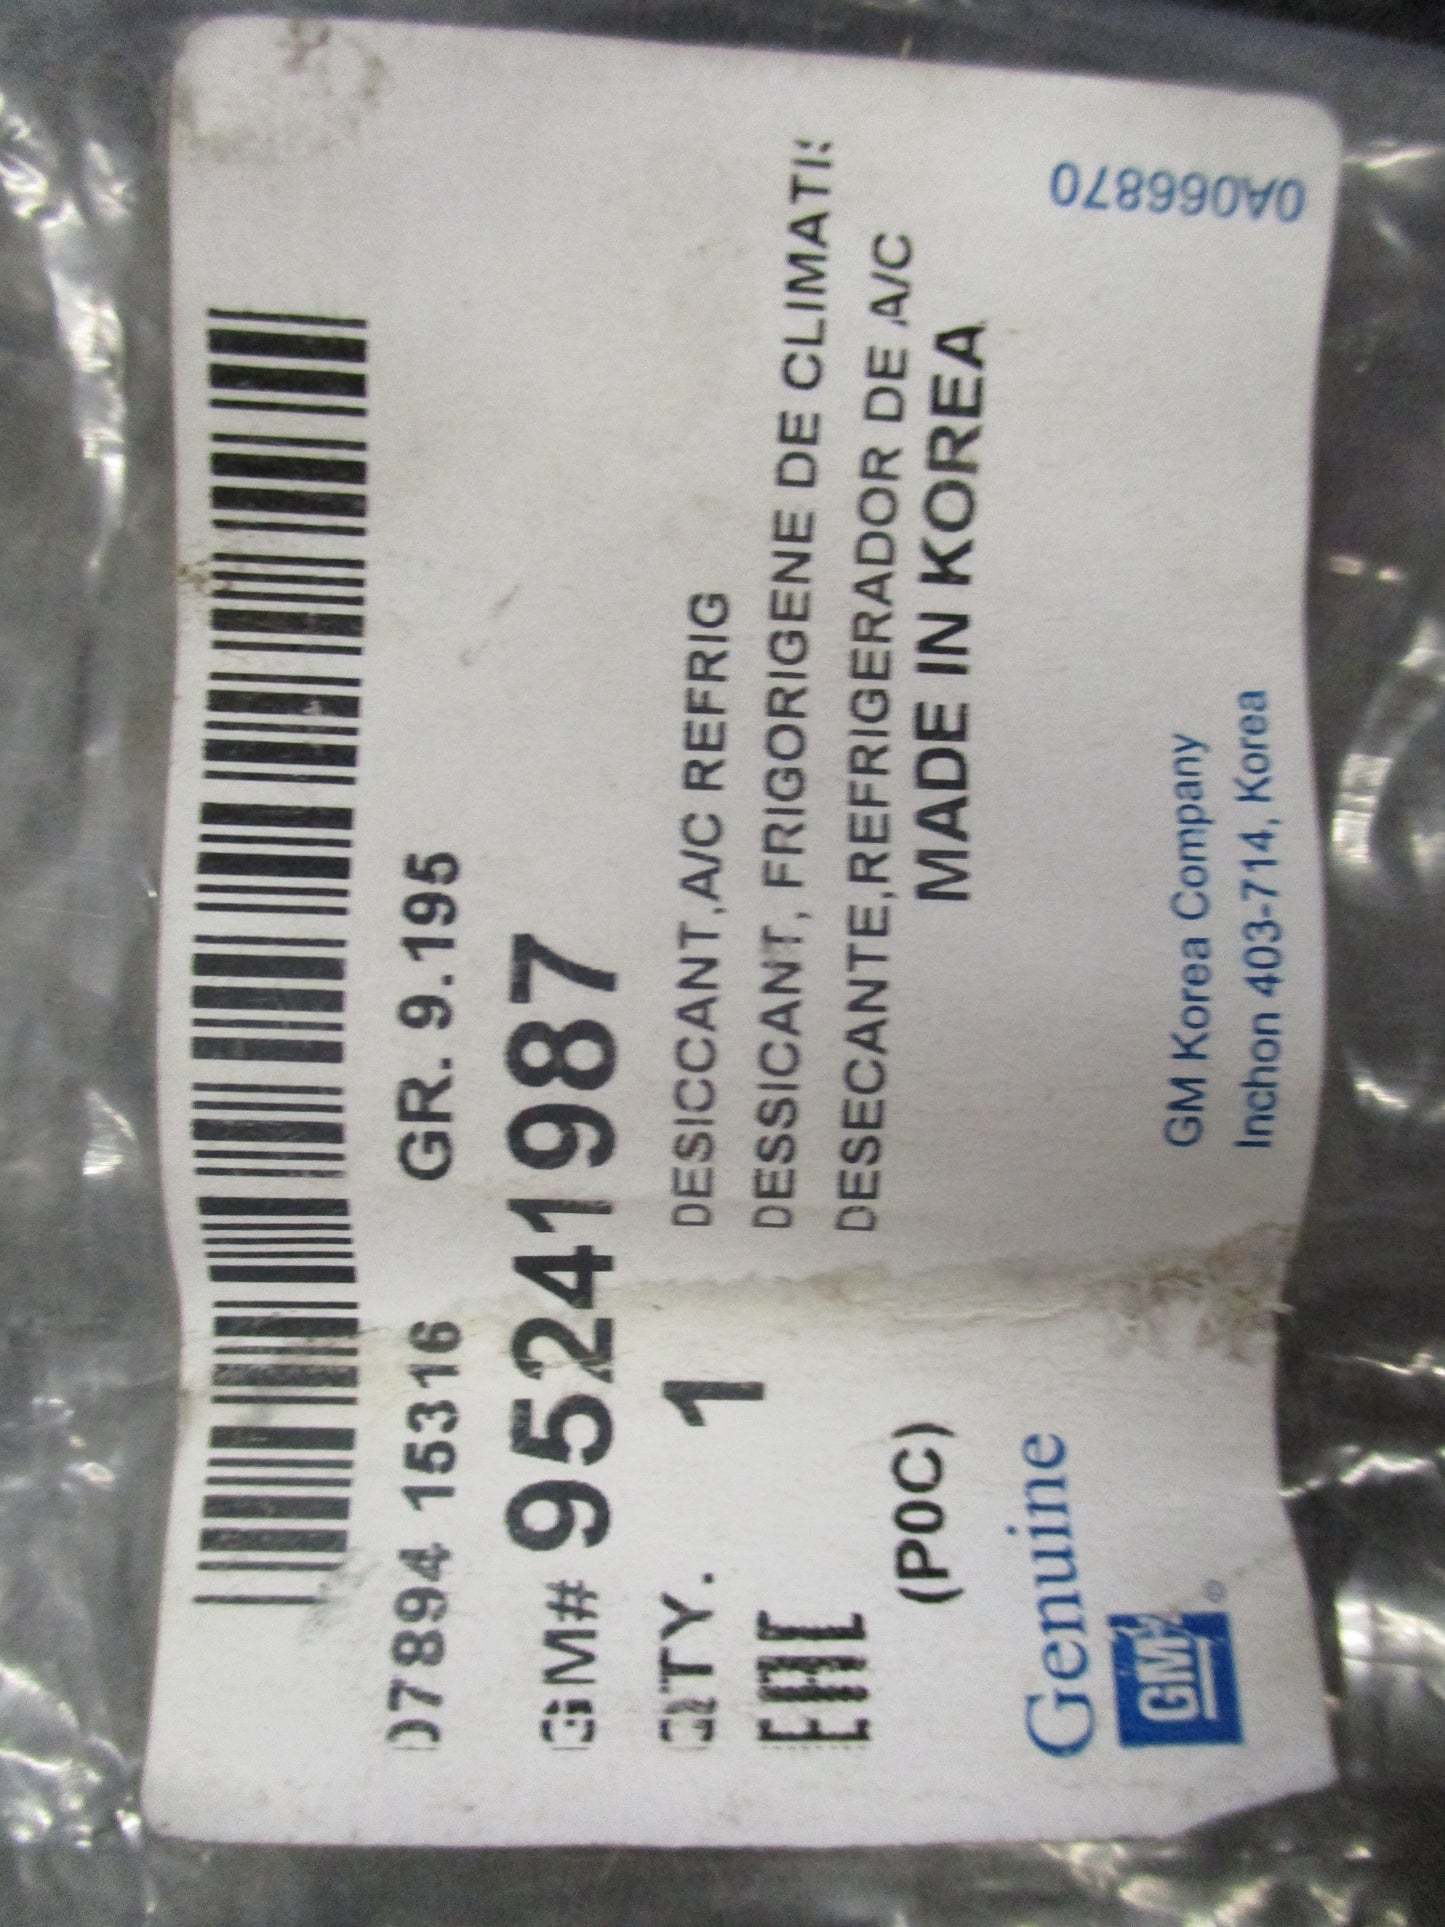 07894 15316 GR. 9.195
GM# 95241987
QTY. 1
DESICCANT,A/C REFRIG
DESSICANT, FRIGORIGENE DE CLIMATI
DESECANTE,REFRIGERADOR DE A/C
EAC
MADE IN KOREA
(P0C)
Genuine
GM
®
GM Korea Company
Inchon 403-714, Korea
0A066870